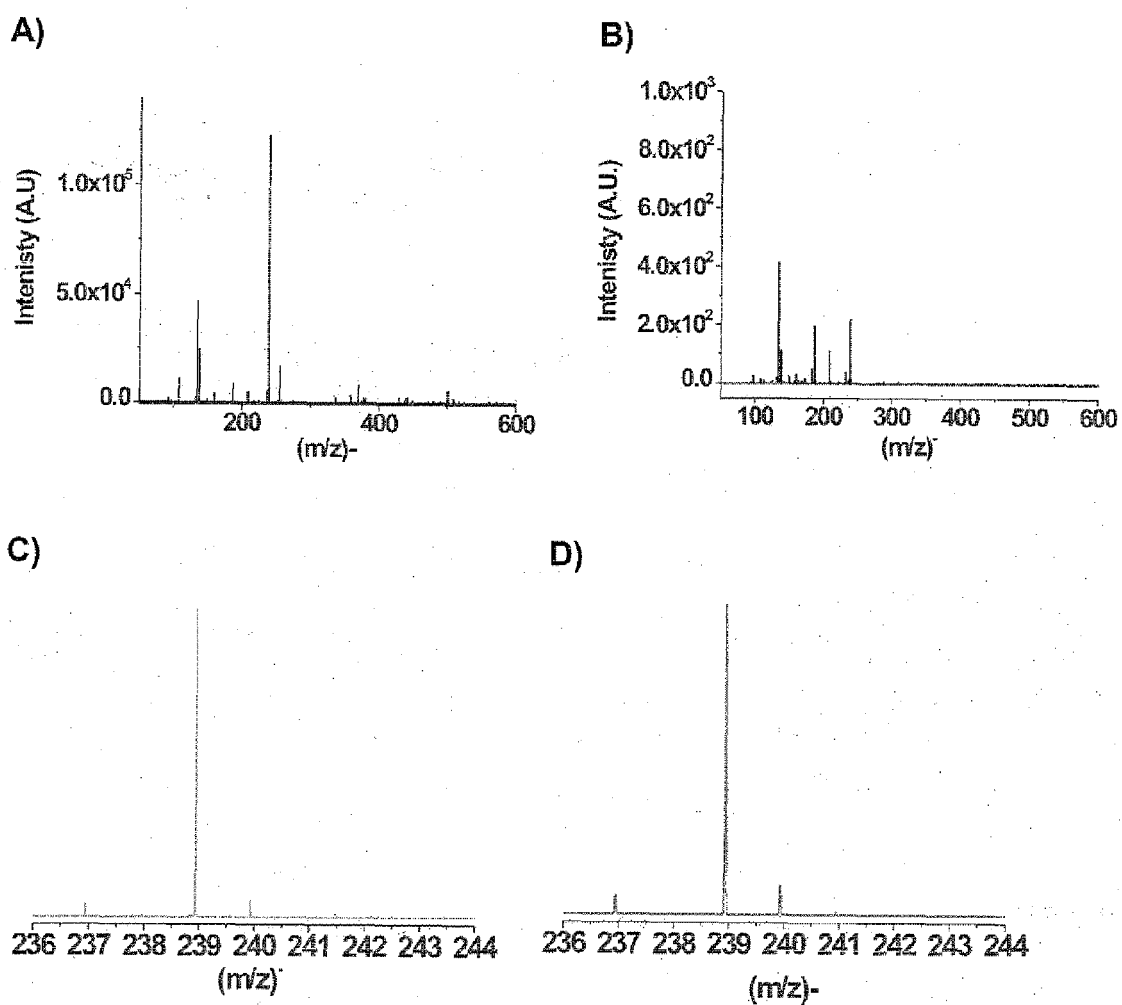 A)
Intenisty (A.U)
1.0x10⁵
5.0x10⁴
0.0
200 400 600
(m/z)-
B)
Intenisty (A.U.)
1.0x10³
8.0x10²
6.0x10²
4.0x10²
2.0x10²
0.0
100 200 300 400 500 600
(m/z)⁻
C)
236 237 238 239 240 241 242 243 244
(m/z)⁻
D)
236 237 238 239 240 241 242 243 244
(m/z)-